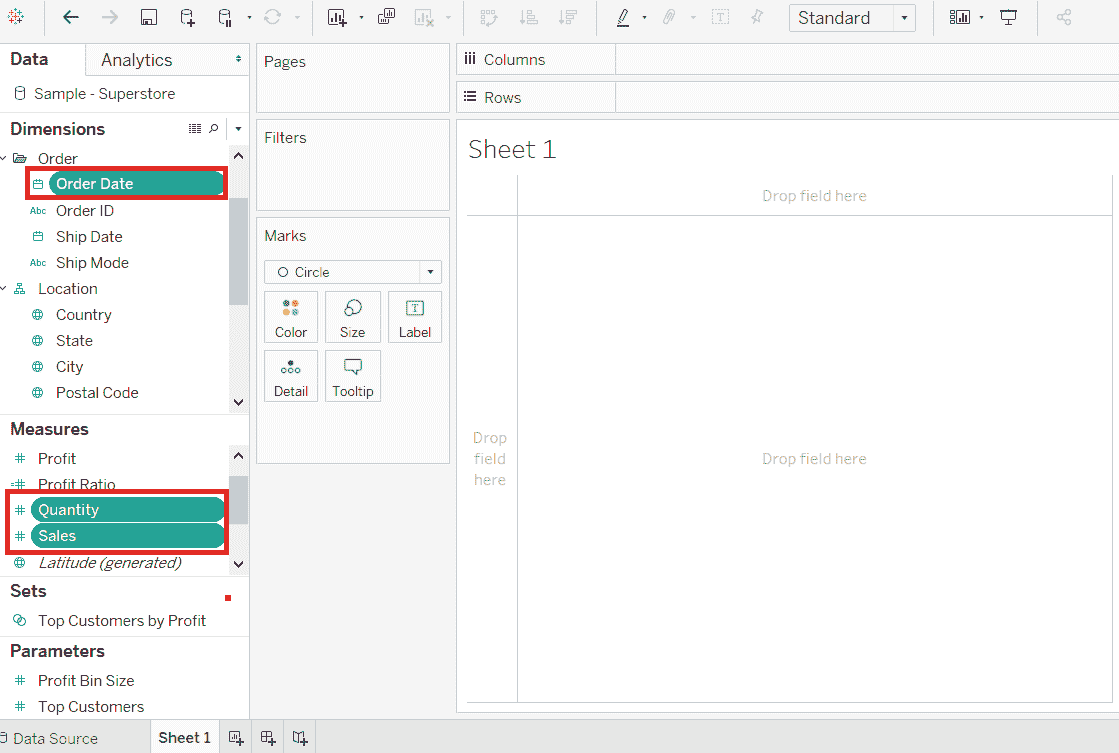 Standard
Data
Analytics
Pages
Columns
Sample - Superstore
Rows
Dimensions
Filters
Order
Sheet 1
Order Date
Drop field here
Abc Order ID
Ship Date
Marks
Abc Ship Mode
Circle
Location
Country
Color
Size
T
Label
State
City
Detail
Tooltip
Postal Code
Measures
Drop
field
here
Drop field here
Profit
Profit Ratio
Quantity
Sales
Latitude (generated)
Sets
Top Customers by Profit
Parameters
Profit Bin Size
Top Customers
Data Source
Sheet 1